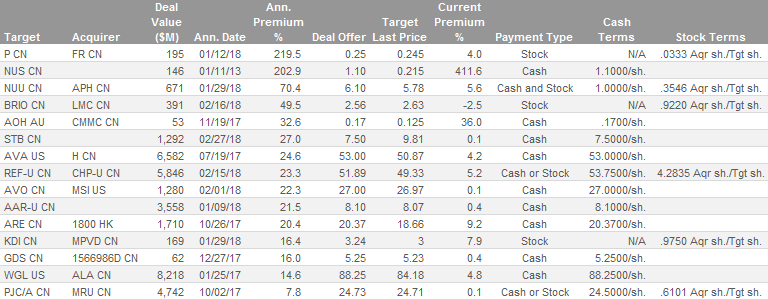 Deal Ann. Target Current
Value Premium Last Price Premium Cash
Target Acquirer ($M) Ann. Date % Deal Offer % Payment Type Terms Stock Terms
P CN FR CN 195 01/12/18 219.5 0.25 0.245 4.0 Stock N/A .0333 Aqr sh./Tgt sh.
NUS CN 146 01/11/13 202.9 1.10 0.215 411.6 Cash 1.1000/sh.
NUU CN APH CN 671 01/29/18 70.4 6.10 5.78 5.6 Cash and Stock 1.0000/sh. .3546 Aqr sh./Tgt sh.
BRIO CN LMC CN 391 02/16/18 49.5 2.56 2.63 -2.5 Stock N/A .9220 Aqr sh./Tgt sh.
AOH AU CMMC CN 53 11/19/17 32.6 0.17 0.125 36.0 Cash .1700/sh.
STB CN 1,292 02/27/18 27.0 7.50 9.81 0.1 Cash 7.5000/sh.
AVA US H CN 6,582 07/19/17 24.6 53.00 50.87 4.2 Cash 53.0000/sh.
REF-U CN CHP-U CN 5,846 02/15/18 23.3 51.89 49.33 5.2 Cash or Stock 53.7500/sh. 4.2835 Aqr sh./Tgt sh.
AVO CN MSI US 1,280 02/01/18 22.3 27.00 26.97 0.1 Cash 27.0000/sh.
AAR-U CN 3,558 01/09/18 21.5 8.10 8.07 0.4 Cash 8.1000/sh.
ARE CN 1800 HK 1,710 10/26/17 20.4 20.37 18.66 9.2 Cash 20.3700/sh.
KDI CN MPVD CN 169 01/29/18 16.4 3.24 3 7.9 Stock N/A .9750 Aqr sh./Tgt sh.
GDS CN 1566986D CN 62 12/27/17 16.0 5.25 5.23 0.4 Cash 5.2500/sh.
WGL US ALA CN 8,218 01/25/17 14.6 88.25 84.18 4.8 Cash 88.2500/sh.
PJC/A CN MRU CN 4,742 10/02/17 7.8 24.73 24.71 0.1 Cash or Stock 24.5000/sh. .6101 Aqr sh./Tgt sh.